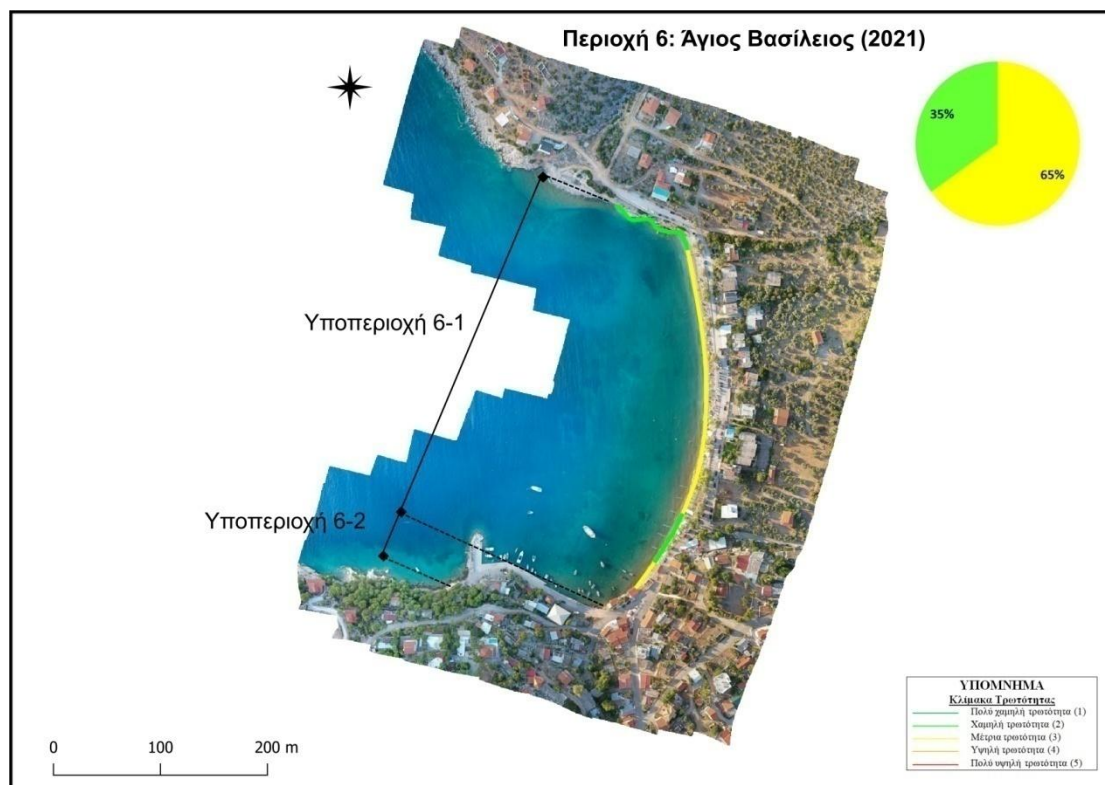 Περιοχή 6: Άγιος Βασίλειος (2021)
35%
65%
Υποπεριοχή 6-1
Υποπεριοχή 6-2
0 100 200 m
ΥΠΟΜΝΗΜΑ
Κλίμακα Τρωτότητας
Πολύ χαμηλή τρωτότητα (1)
Χαμηλή τρωτότητα (2)
Μέτρια τρωτότητα (3)
Υψηλή τρωτότητα (4)
Πολύ υψηλή τρωτότητα (5)